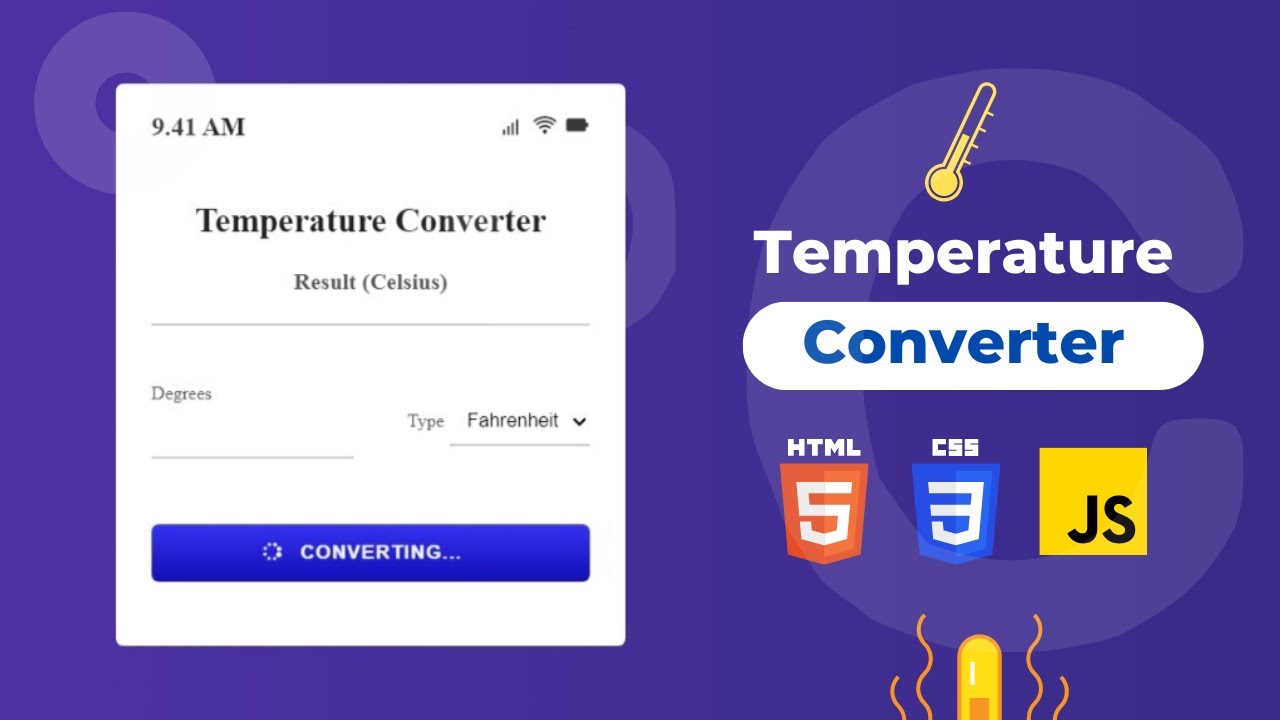 9.41 AM
Temperature Converter
Result (Celsius)
Degrees
Type Fahrenheit
CONVERTING...
Temperature
Converter
HTML CSS
5 3 JS